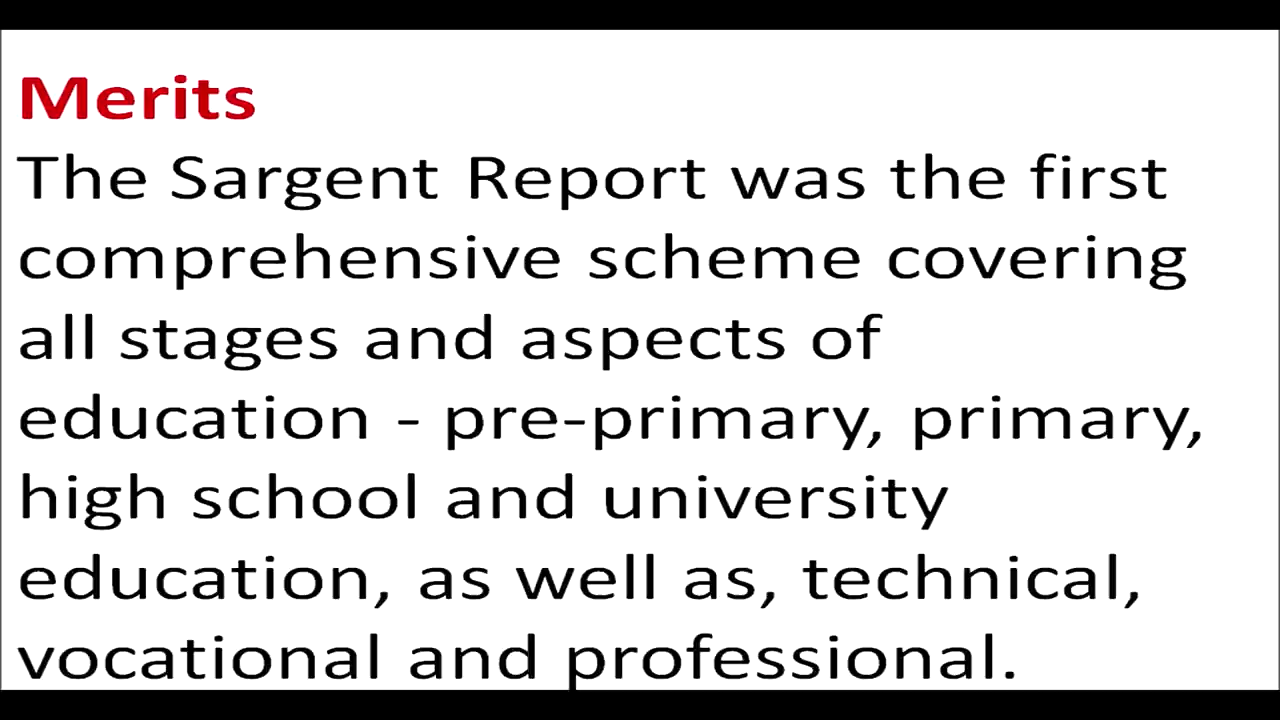 Merits
The Sargent Report was the first
comprehensive scheme covering
all stages and aspects of
education - pre-primary, primary,
high school and university
education, as well as, technical,
vocational and professional.